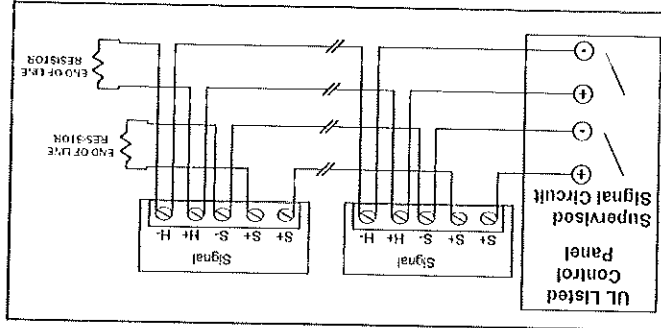 UL Listed
Control
Panel
Supervised
Signal Circuit
+
-
+
-
Signal
S+ S+ S- H+ H-
Signal
S+ S+ S- H+ H-
END OF LINE
RESISTOR
END OF LINE
RESISTOR